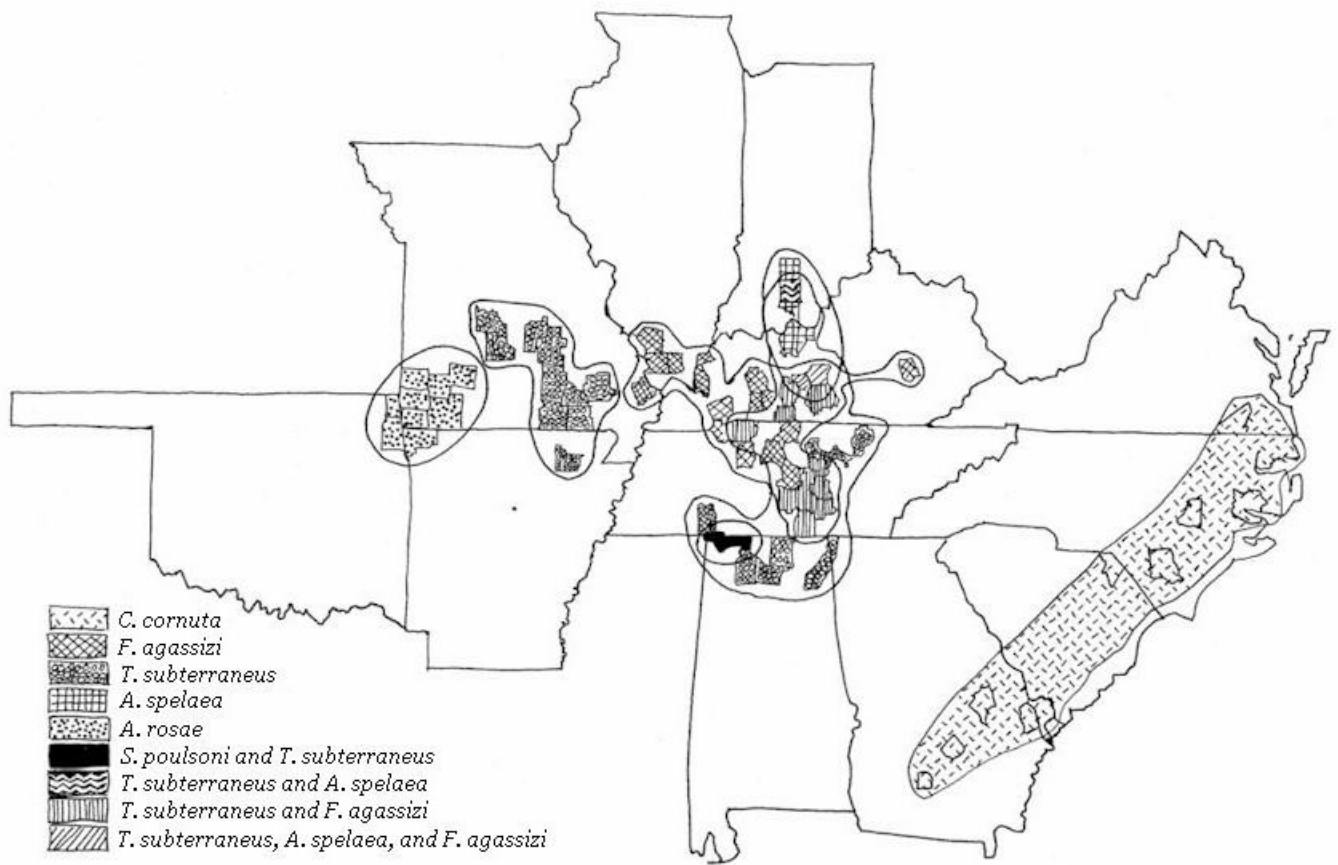 C. cornuta
F. agassizi
T. subterraneus
A. spelaea
A. rosae
S. poulsoni and T. subterraneus
T. subterraneus and A. spelaea
T. subterraneus and F. agassizi
T. subterraneus, A. spelaea, and F. agassizi